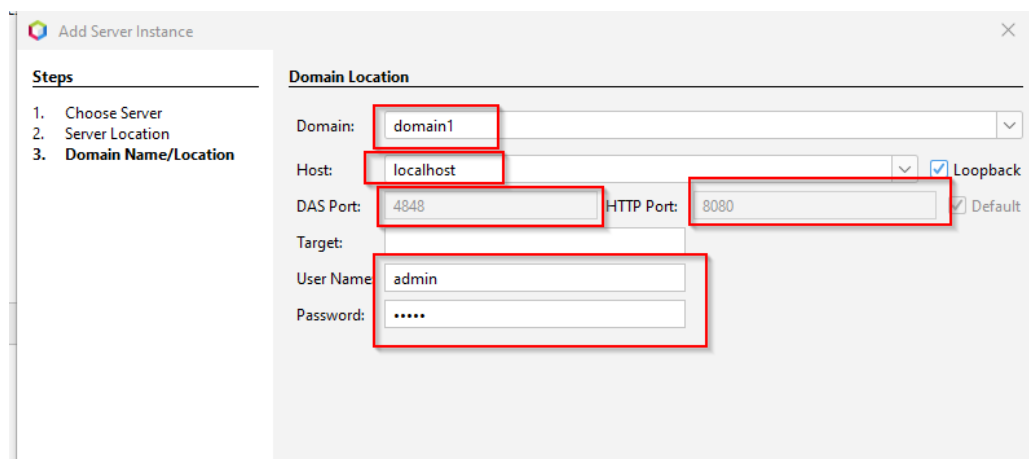 Add Server Instance
Steps
1. Choose Server
2. Server Location
3. Domain Name/Location
Domain Location
Domain: domain1
Host: localhost Loopback
DAS Port: 4848 HTTP Port: 8080 Default
Target:
User Name admin
Password: •••••